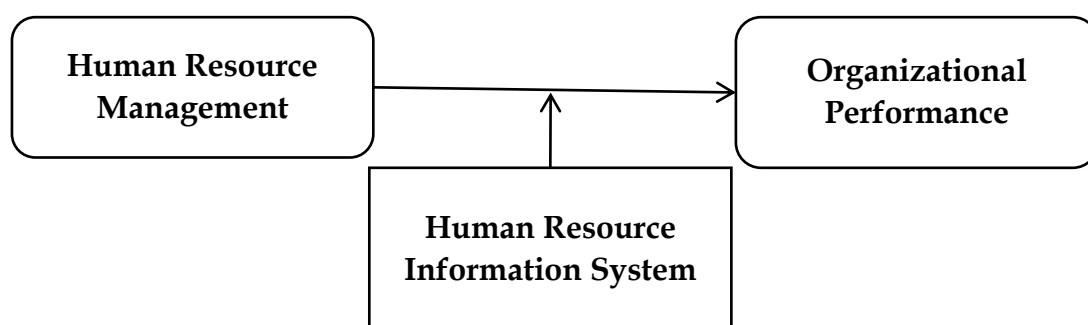 Human Resource
Management
Organizational
Performance
Human Resource
Information System